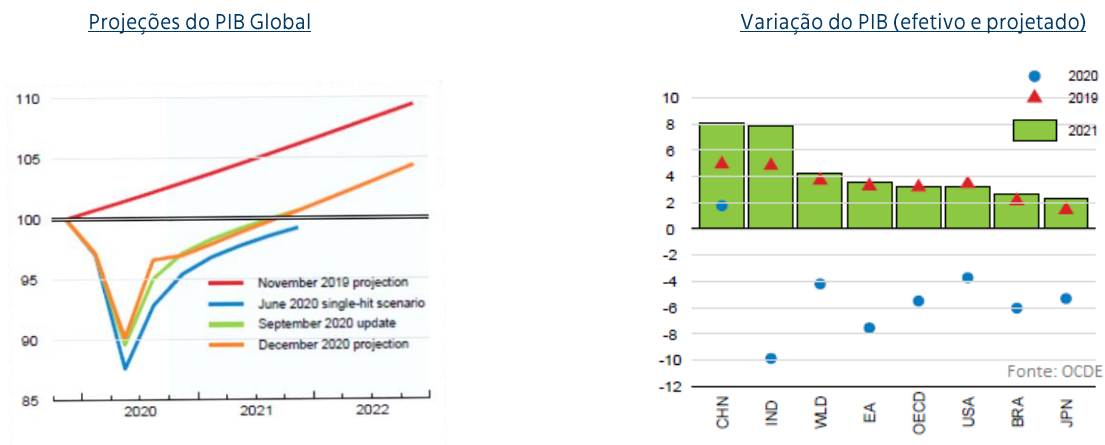 Projeções do PIB Global
110
105
100
95
90
85
2020
2021
2022
November 2019 projection
June 2020 single-hit scenario
September 2020 update
December 2020 projection
Variação do PIB (efetivo e projetado)
2020
2019
2021
10
8
6
4
2
0
-2
-4
-6
-8
-10
-12
CHN
IND
WLD
EA
OECD
USA
BRA
JPN
Fonte: OCDE